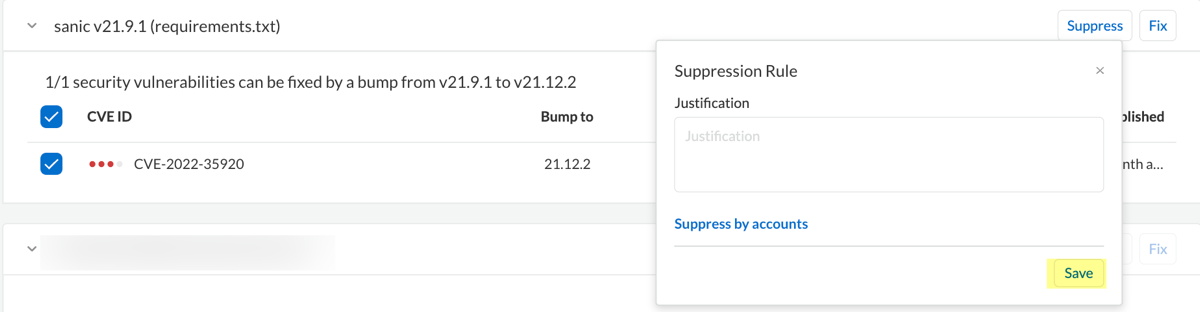 sanic v21.9.1 (requirements.txt)
Suppress
Fix
1/1 security vulnerabilities can be fixed by a bump from v21.9.1 to v21.12.2
CVE ID
Bump to
CVE-2022-35920
21.12.2
Suppression Rule
×
Justification
Justification
Suppress by accounts
Save
blished
nth a...
Fix